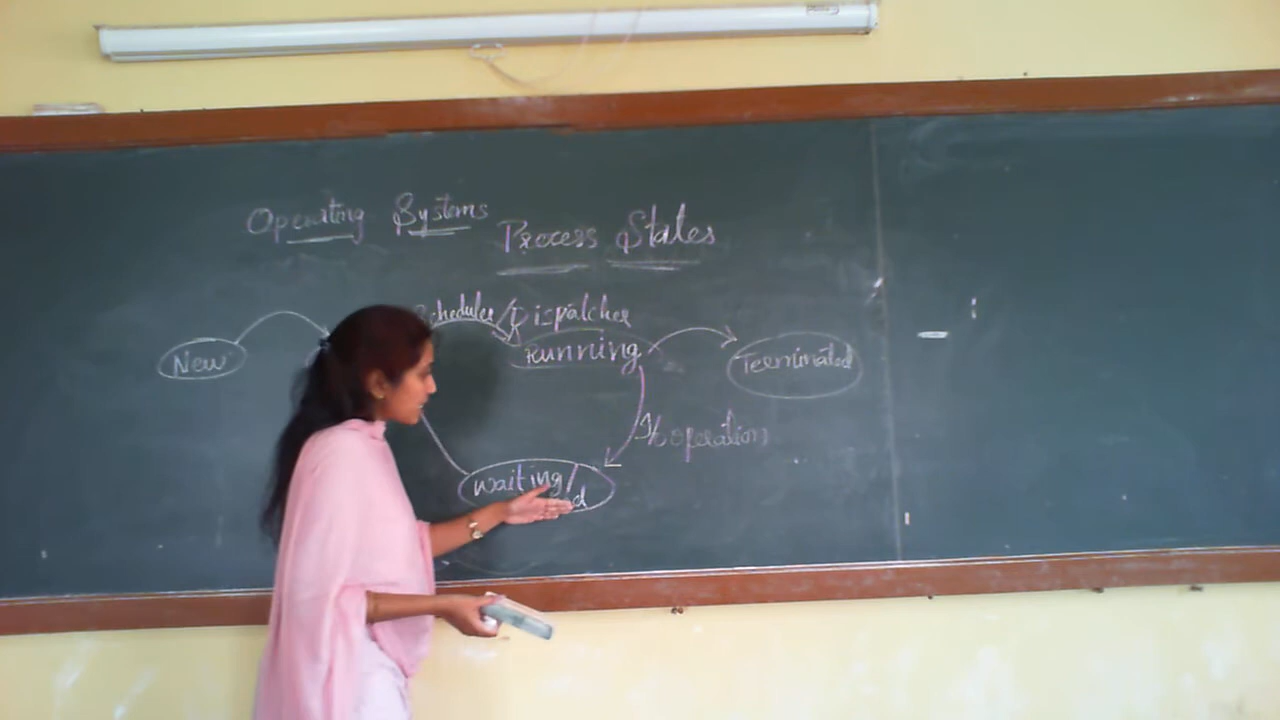 Operating Systems
Process States
Scheduler/Dispatcher
New
Running
Terminated
I/o operation
Waiting/
d